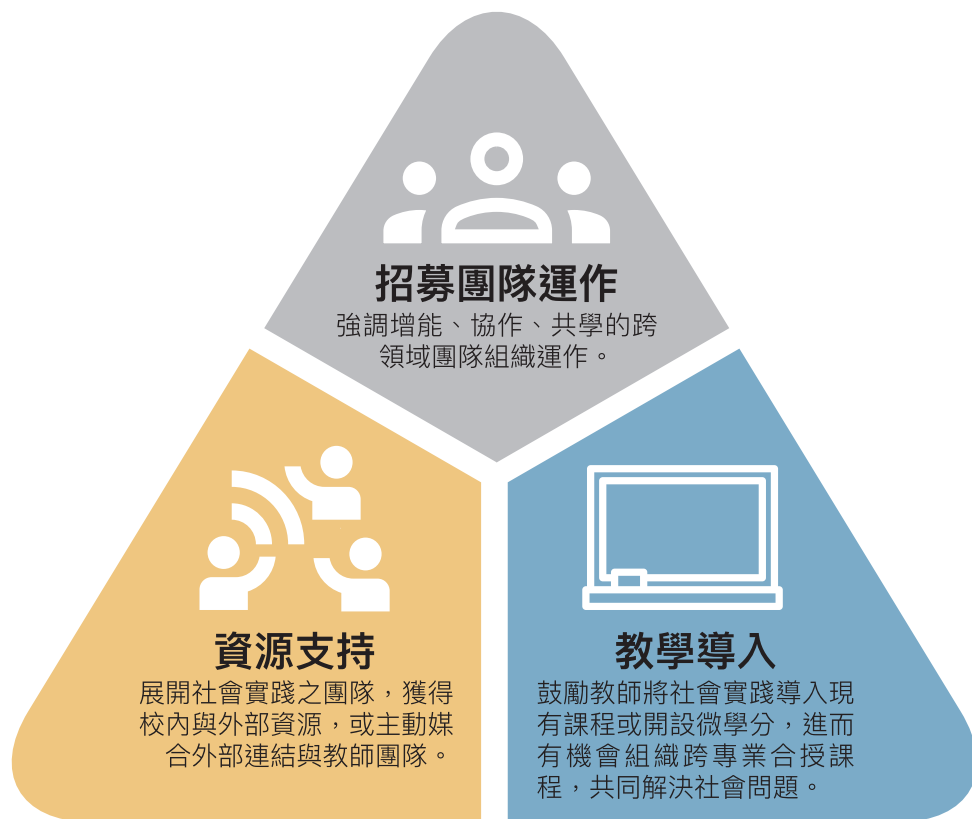 招募團隊運作
強調增能、協作、共學的跨
領域團隊組織運作。
資源支持
展開社會實踐之團隊，獲得
校內與外部資源，或主動媒
合外部連結與教師團隊。
教學導入
鼓勵教師將社會實踐導入現
有課程或開設微學分，進而
有機會組織跨專業合授課
程，共同解決社會問題。